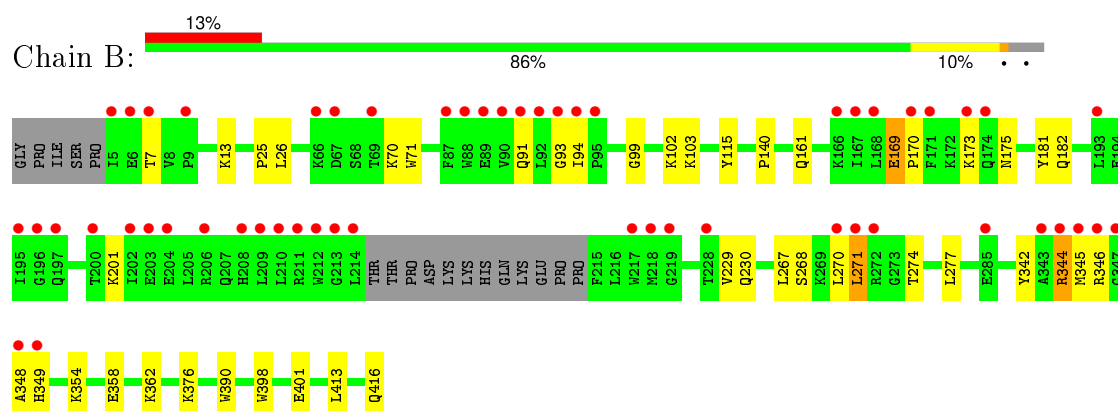 13%
Chain B:
86% 10% • •
GLY PRO ILE SER PRO I5 E6 T7 V8 P9 K13 P25 L26 K66 D67 S68 T69 K70 W71 F87 W88 E89 V90 Q91 L92 G93 I94 P95 G99 K102 K103 Y115 P140 Q161 K166 I167 L168 E169 P170 F171 K172 K173 Q174 N175 Y181 Q182 L193 E194
I195 G196 Q197 T200 K201 I202 E203 E204 L205 R206 Q207 H208 L209 L210 R211 W212 G213 L214 THR THR PRO ASP LYS LYS HIS GLN LYS GLU PRO PRO F215 L216 W217 M218 G219 T228 V229 Q230 L267 S268 K269 L270 L271 R272 G273 T274 L277 E285 Y342 A343 R344 M345 R346 G347
A348 H349 K354 E358 K362 K376 W390 W398 E401 L413 Q416